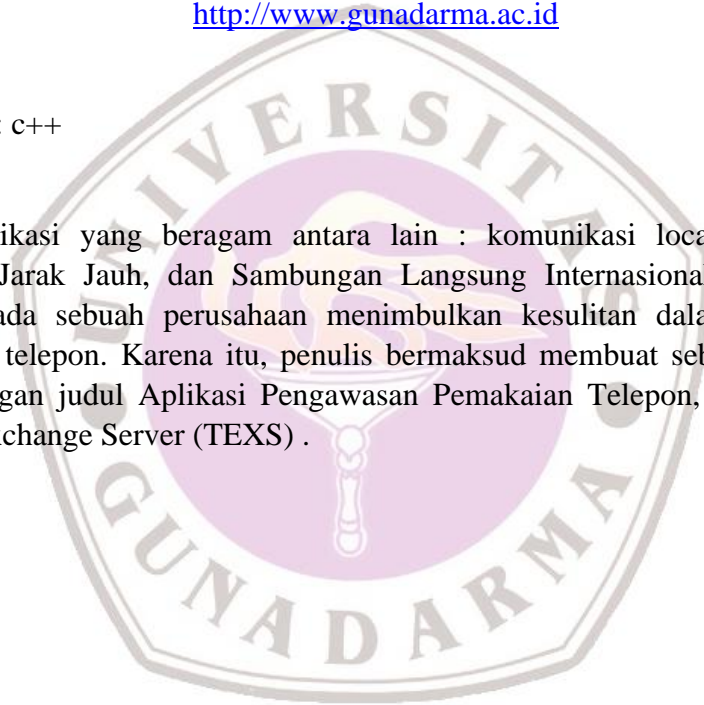 http://www.gunadarma.ac.id
: c++
ikasi yang beragam antara lain : komunikasi loca
Jarak Jauh, dan Sambungan Langsung Internasional
ada sebuah perusahaan menimbulkan kesulitan dala
telepon. Karena itu, penulis bermaksud membuat seb
gan judul Aplikasi Pengawasan Pemakaian Telepon,
xchange Server (TEXS) .
UNIVERSITAS
GUNADARMA